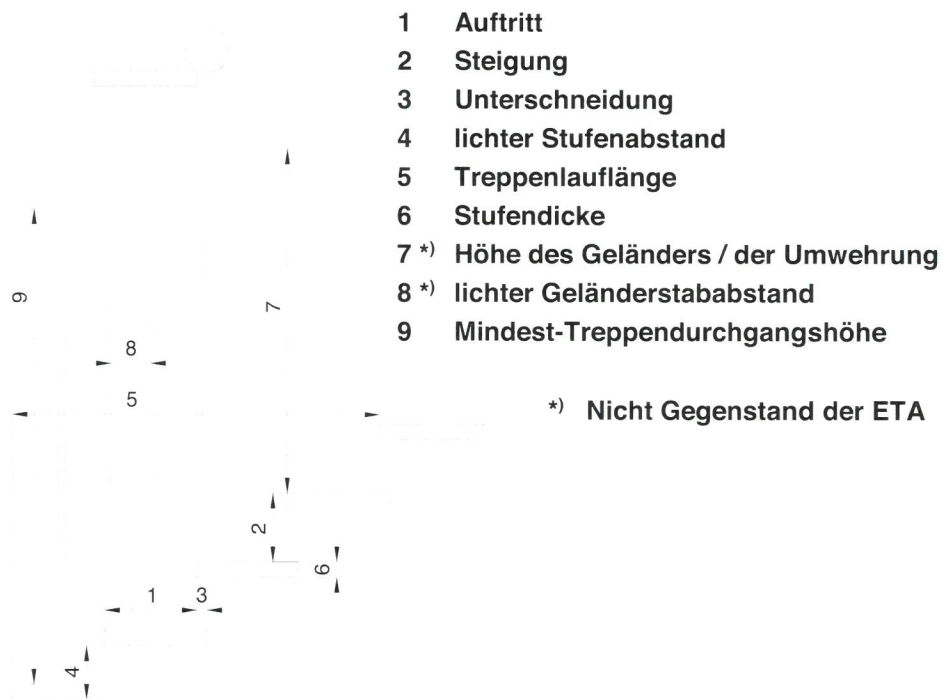 1 Auftritt
2 Steigung
3 Unterschneidung
4 lichter Stufenabstand
5 Treppenlauflänge
6 Stufendicke
7 *) Höhe des Geländers / der Umwehrung
8 *) lichter Geländerstababstand
9 Mindest-Treppendurchgangshöhe
*) Nicht Gegenstand der ETA
9
7
8
5
2
6
1 3
4